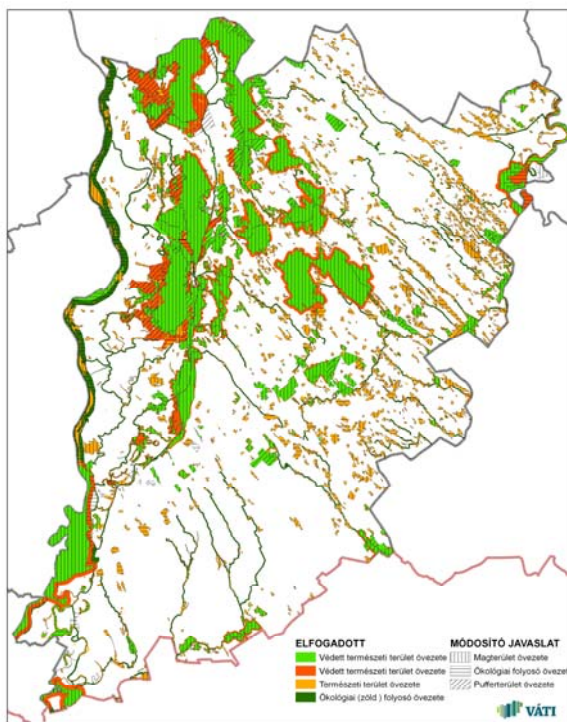 ELFOGADOTT
Védett természeti terület övezete
Védett természeti terület övezete
Természeti terület övezete
Ökológiai (zöld ) folyosó övezete
MÓDOSÍTÓ JAVASLAT
Magterület övezete
Ökológiai folyosó övezete
Pufferterület övezete
VÁTI